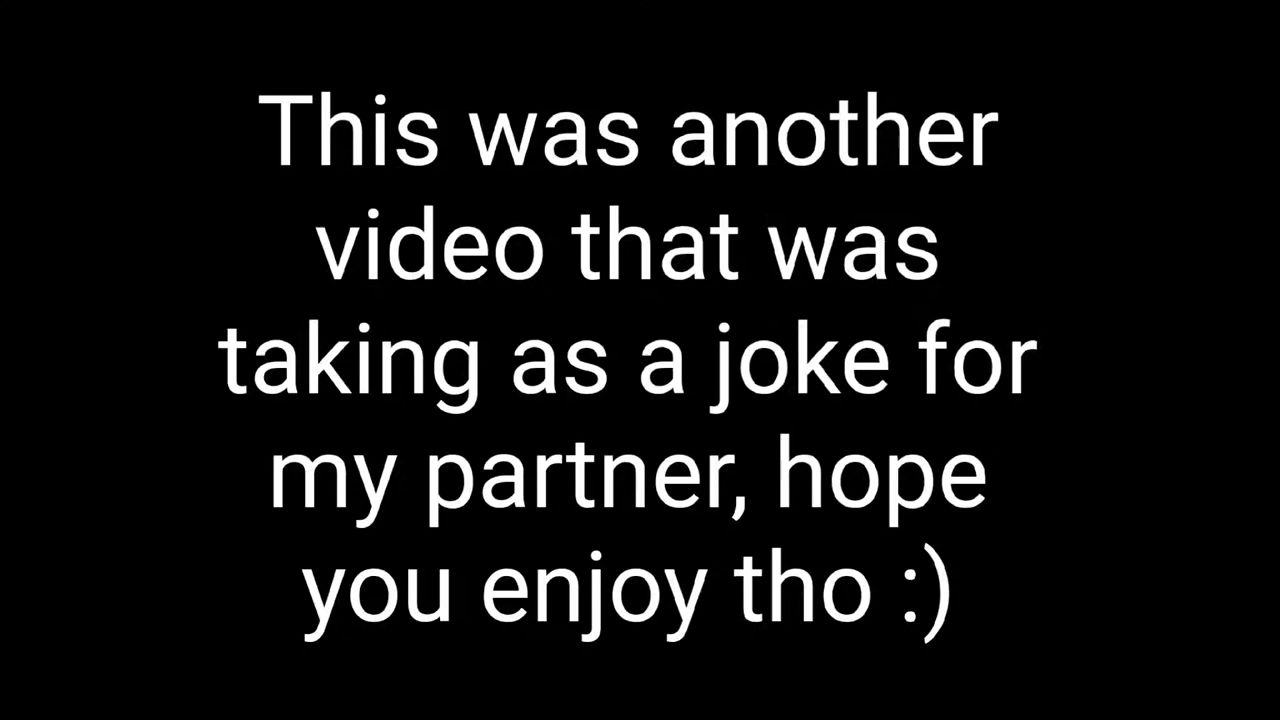 This was another
video that was
taking as a joke for
my partner, hope
you enjoy tho :)